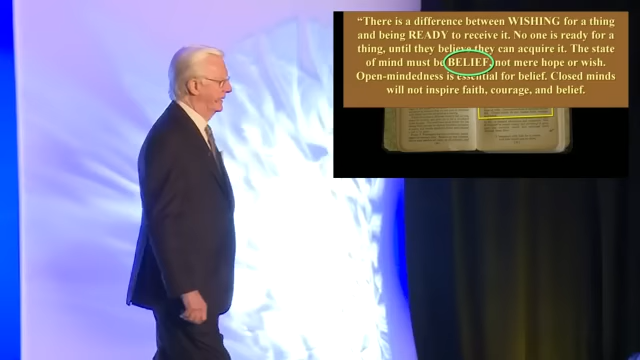 “There is a difference between WISHING for a thing
and being READY to receive it. No one is ready for a
thing, until they believe they can acquire it. The state
of mind must be BELIEF, not mere hope or wish.
Open-mindedness is essential for belief. Closed minds
will not inspire faith, courage, and belief.